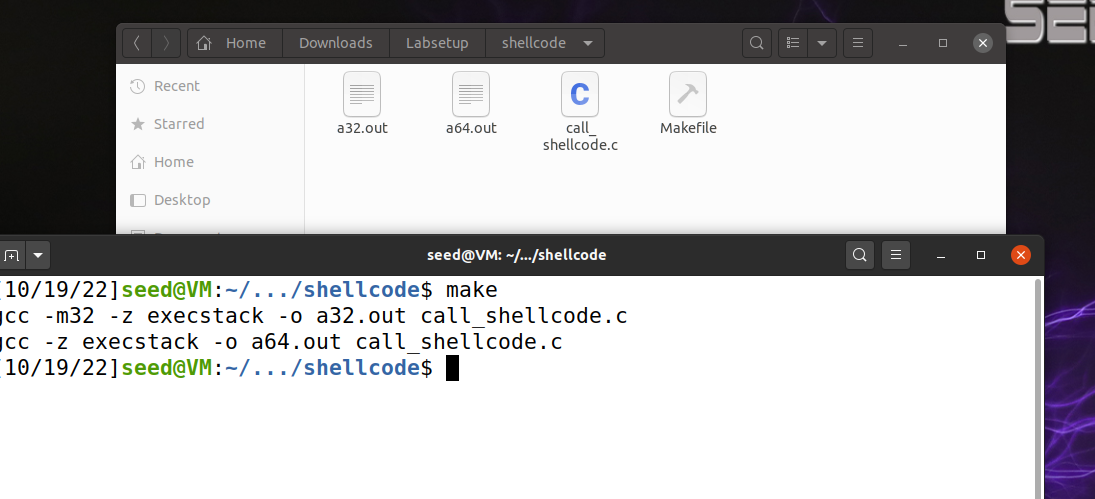 Home Downloads Labsetup shellcode
Recent
Starred
Home
Desktop
a32.out a64.out call_ Makefile
shellcode.c
seed@VM: ~/.../shellcode
[10/19/22]seed@VM:~/.../shellcode$ make
gcc -m32 -z execstack -o a32.out call_shellcode.c
gcc -z execstack -o a64.out call_shellcode.c
[10/19/22]seed@VM:~/.../shellcode$